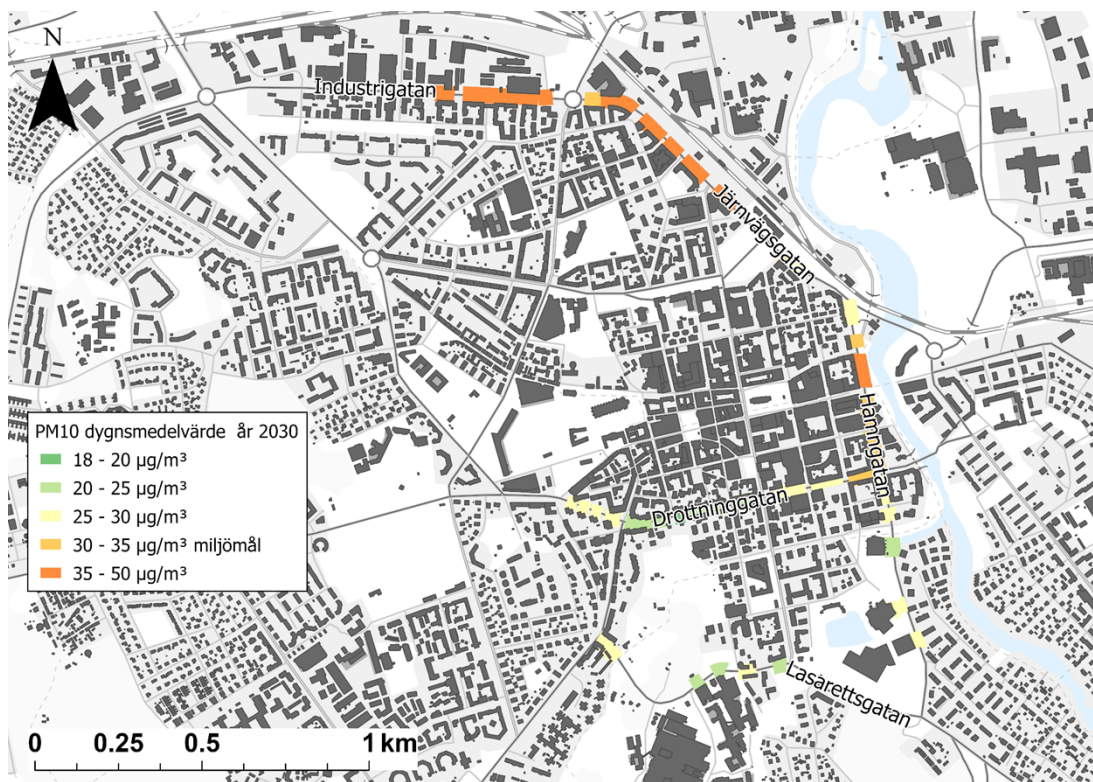 N
Industrigatan
Järnvägsgatan
Hamngatan
Drottninggatan
Lasarettsgatan
PM10 dygnsmedelvärde år 2030
18 - 20 µg/m³
20 - 25 µg/m³
25 - 30 µg/m³
30 - 35 µg/m³ miljömål
35 - 50 µg/m³
0 0.25 0.5 1 km